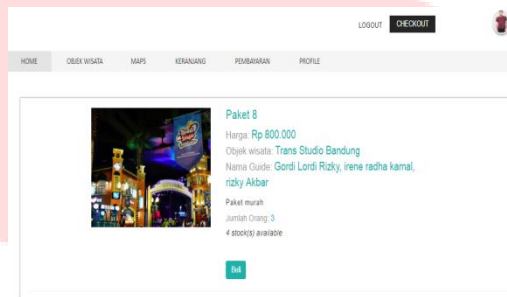 LOGOUT CHECKOUT
HOME OBJEK WISATA MAPS KERANJANG PEMBAYARAN PROFILE
Paket 8
Harga: Rp 800.000
Objek wisata: Trans Studio Bandung
Nama Guide: Gordi Lordi Rizky, irene radha kamal,
rizky Akbar
Paket murah
Jumlah Orang: 3
4 stock(s) available
Beli